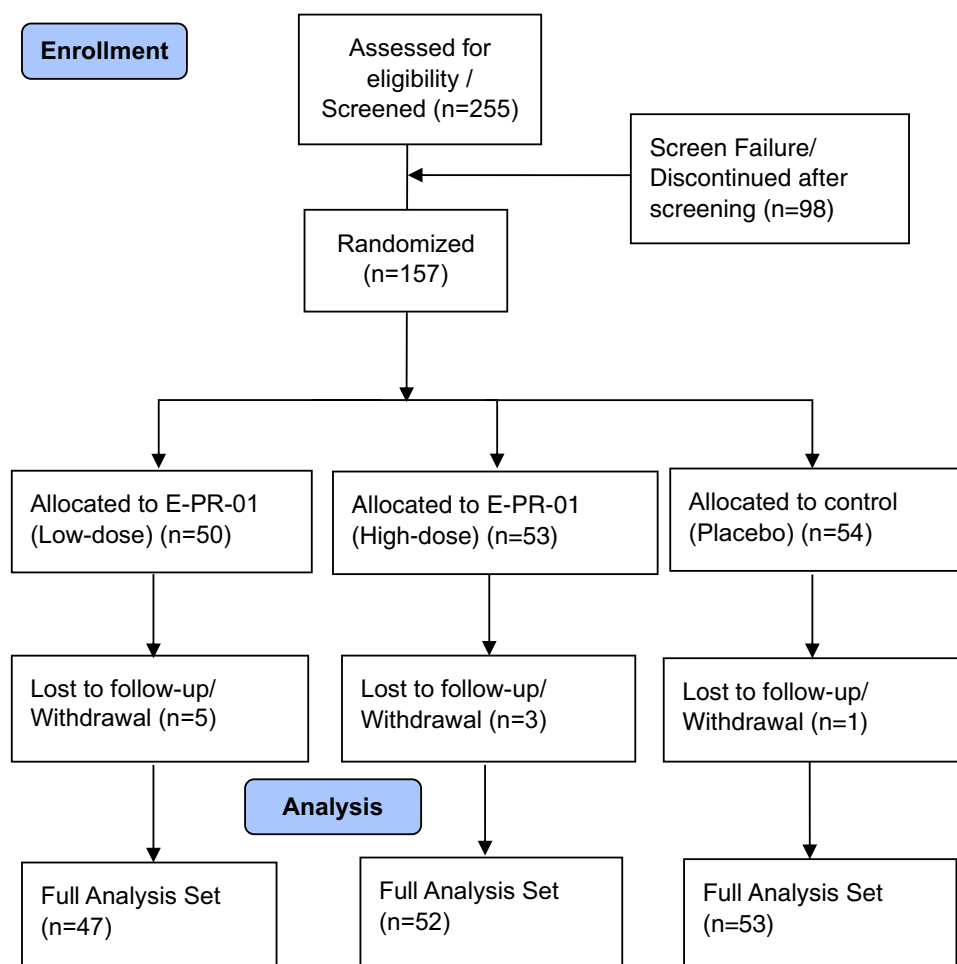 Enrollment
Assessed for
eligibility /
Screened (n=255)
Screen Failure/
Discontinued after
screening (n=98)
Randomized
(n=157)
Allocated to E-PR-01
(Low-dose) (n=50)
Allocated to E-PR-01
(High-dose) (n=53)
Allocated to control
(Placebo) (n=54)
Lost to follow-up/
Withdrawal (n=5)
Lost to follow-up/
Withdrawal (n=3)
Lost to follow-up/
Withdrawal (n=1)
Analysis
Full Analysis Set
(n=47)
Full Analysis Set
(n=52)
Full Analysis Set
(n=53)